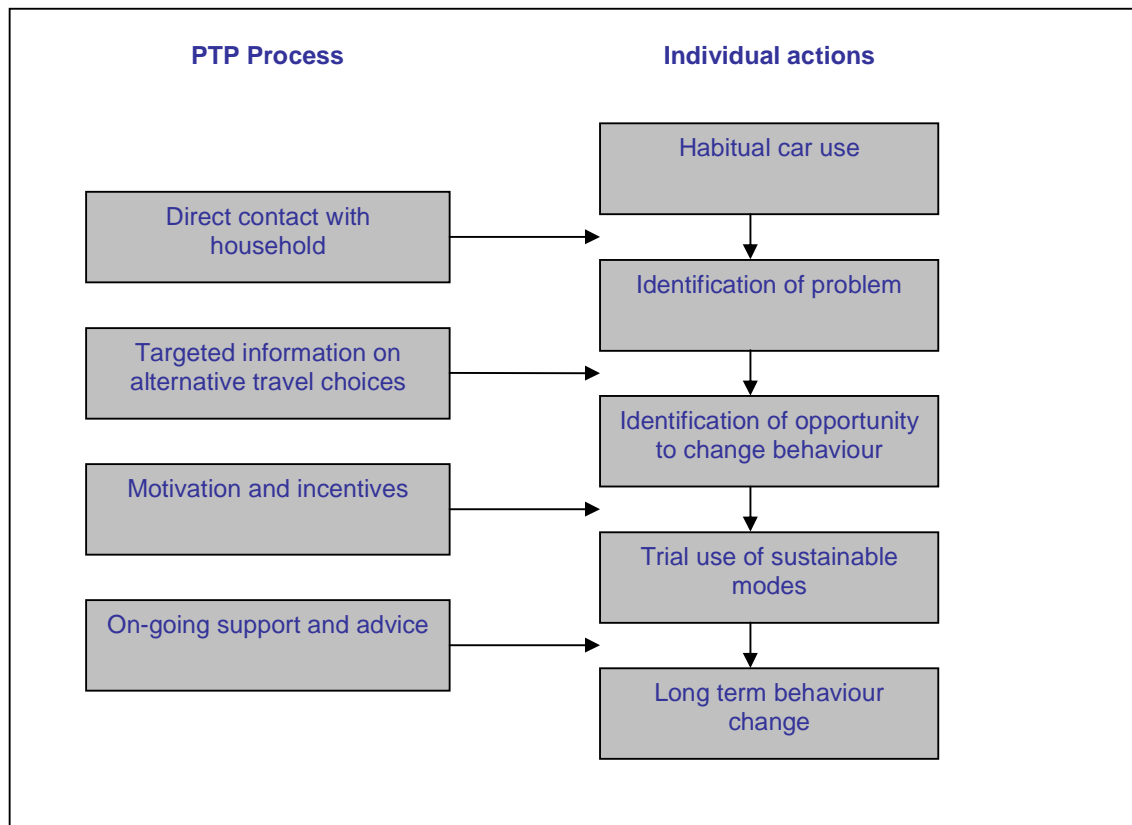 PTP Process
Individual actions
Habitual car use
Direct contact with
household
Identification of problem
Targeted information on
alternative travel choices
Identification of opportunity
to change behaviour
Motivation and incentives
Trial use of sustainable
modes
On-going support and advice
Long term behaviour
change